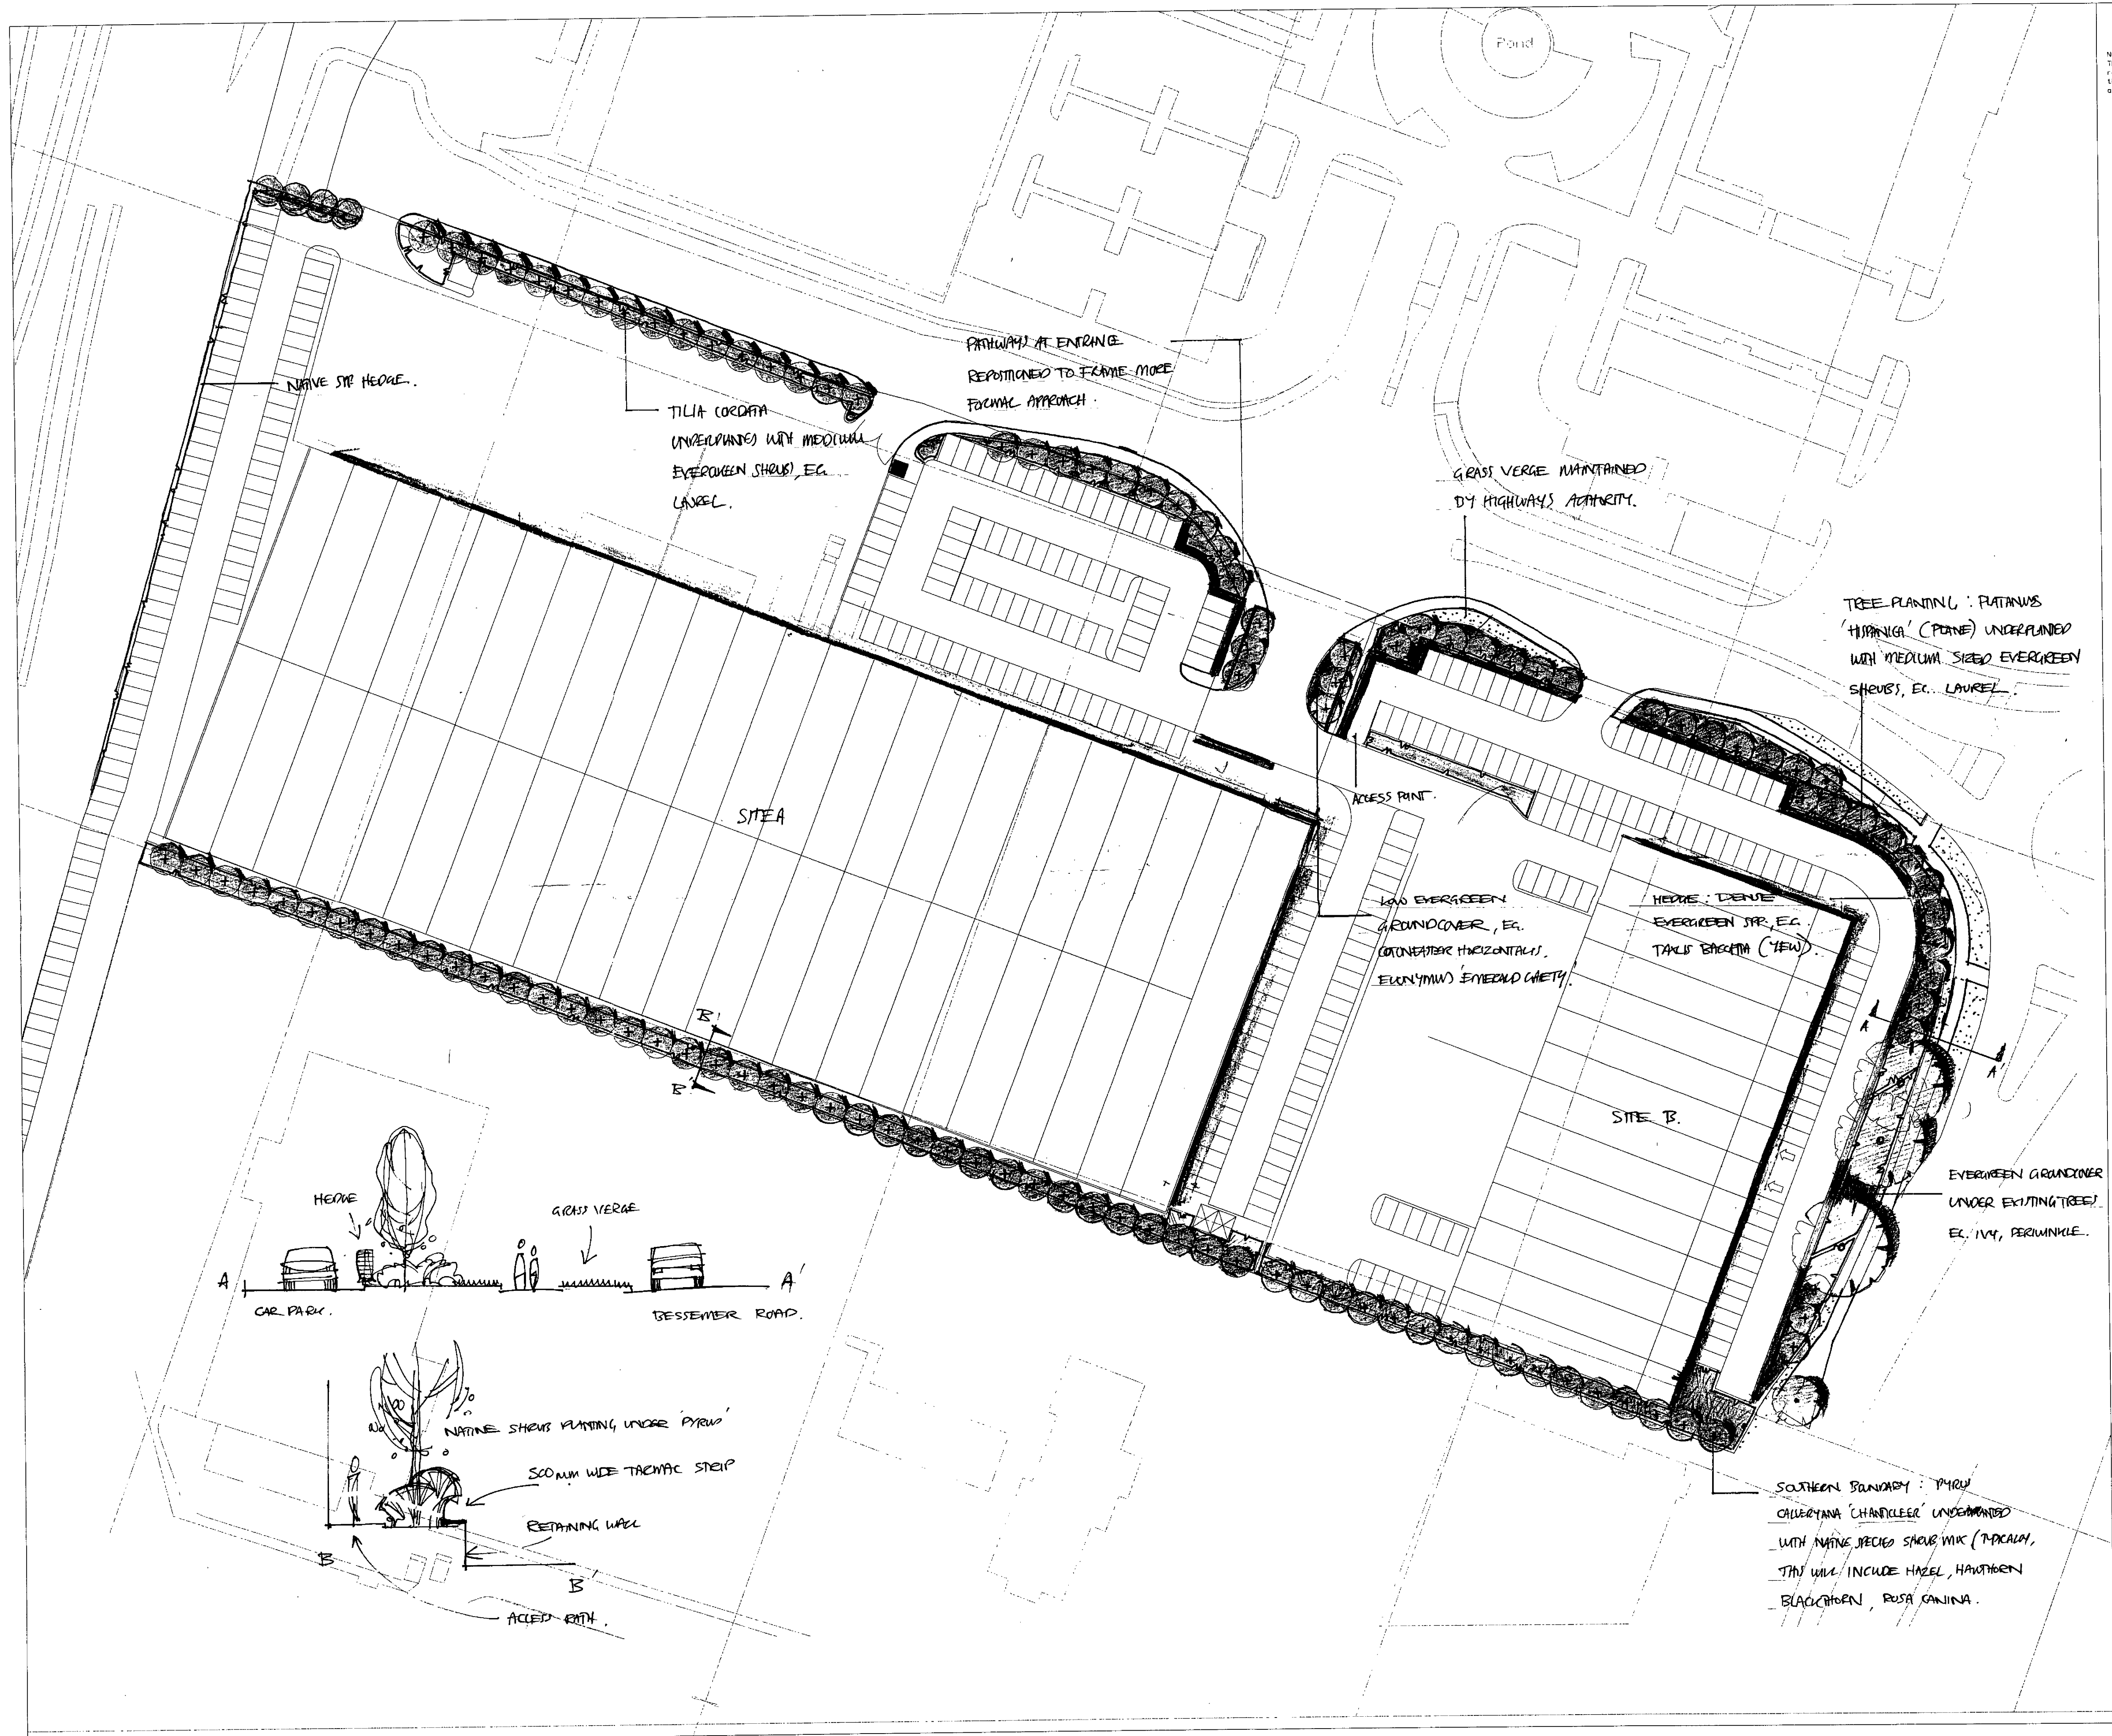 Pond
PATHWAYS AT ENTRANCE
REPOSITIONED TO FRAME MORE
FORMAL APPROACH.
NATIVE SPP. HEDGE.
TILIA CORDATA
UNDERPLANTED WITH MEDIUM
EVERGREEN SHRUBS, EG.
LAUREL.
GRASS VERGE MAINTAINED
BY HIGHWAYS AUTHORITY.
TREE PLANTING : PLATANUS
'HISPANICA' (PLANE) UNDERPLANTED
WITH MEDIUM SIZED EVERGREEN
SHRUBS, EG. LAUREL.
ACCESS POINT.
SITE A
LOW EVERGREEN
GROUNDCOVER, EG.
COTONEASTER HORIZONTALIS.
EUONYMUS 'EMERALD GAIETY'.
HEDGE : DENSE
EVERGREEN SPP, EG.
TAXUS BACCATA (YEW).
A
A'
B'
B
SITE B.
EVERGREEN GROUNDCOVER
UNDER EXISTING TREES
EG. IVY, PERIWINKLE.
HEDGE
GRASS VERGE
A
A'
CAR PARK.
BESSEMER ROAD.
NATIVE SHRUB PLANTING UNDER 'PYRUS'
500mm WIDE TARMAC STRIP
RETAINING WALL
B
B'
ACCESS PATH.
SOUTHERN BOUNDARY : PYRUS
CALLERYANA 'CHANTICLEER' UNDERPLANTED
WITH NATIVE SPECIES SHRUB MIX (TYPICALLY,
THIS WILL INCLUDE HAZEL, HAWTHORN
BLACKTHORN, ROSA CANINA.